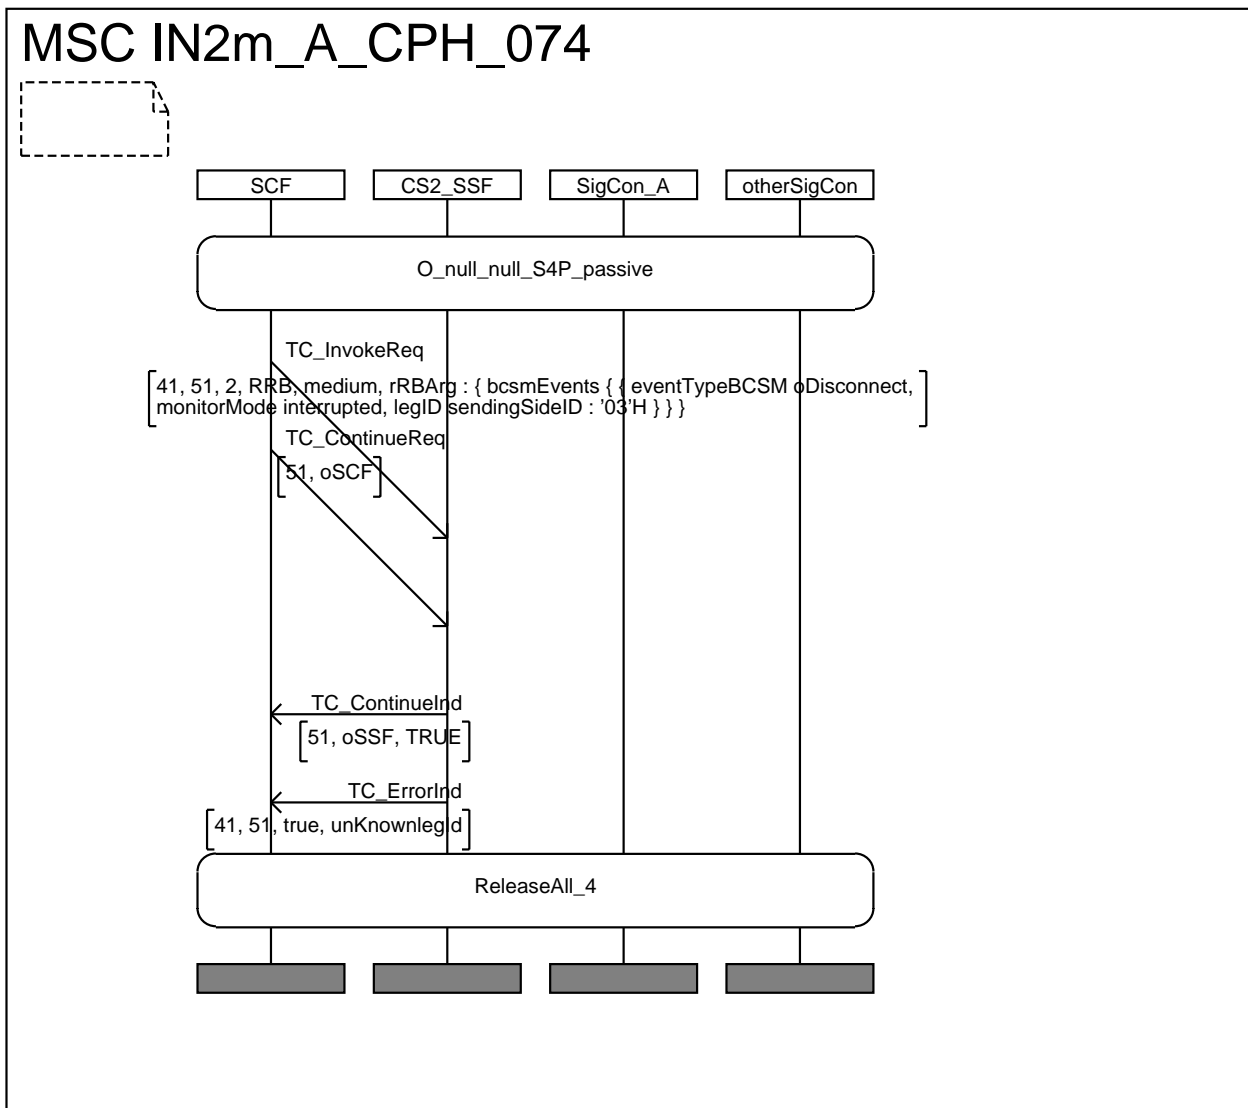 MSC IN2m_A_CPH_074
SCF
CS2_SSF
SigCon_A
otherSigCon
O_null_null_S4P_passive
TC_InvokeReq
41, 51, 2, RRB, medium, rRBArg : { bcsmEvents { { eventTypeBCSM oDisconnect,
monitorMode interrupted, legID sendingSideID : '03'H } } }
TC_ContinueReq
51, oSCF
TC_ContinueInd
51, oSSF, TRUE
TC_ErrorInd
41, 51, true, unKnownlegId
ReleaseAll_4